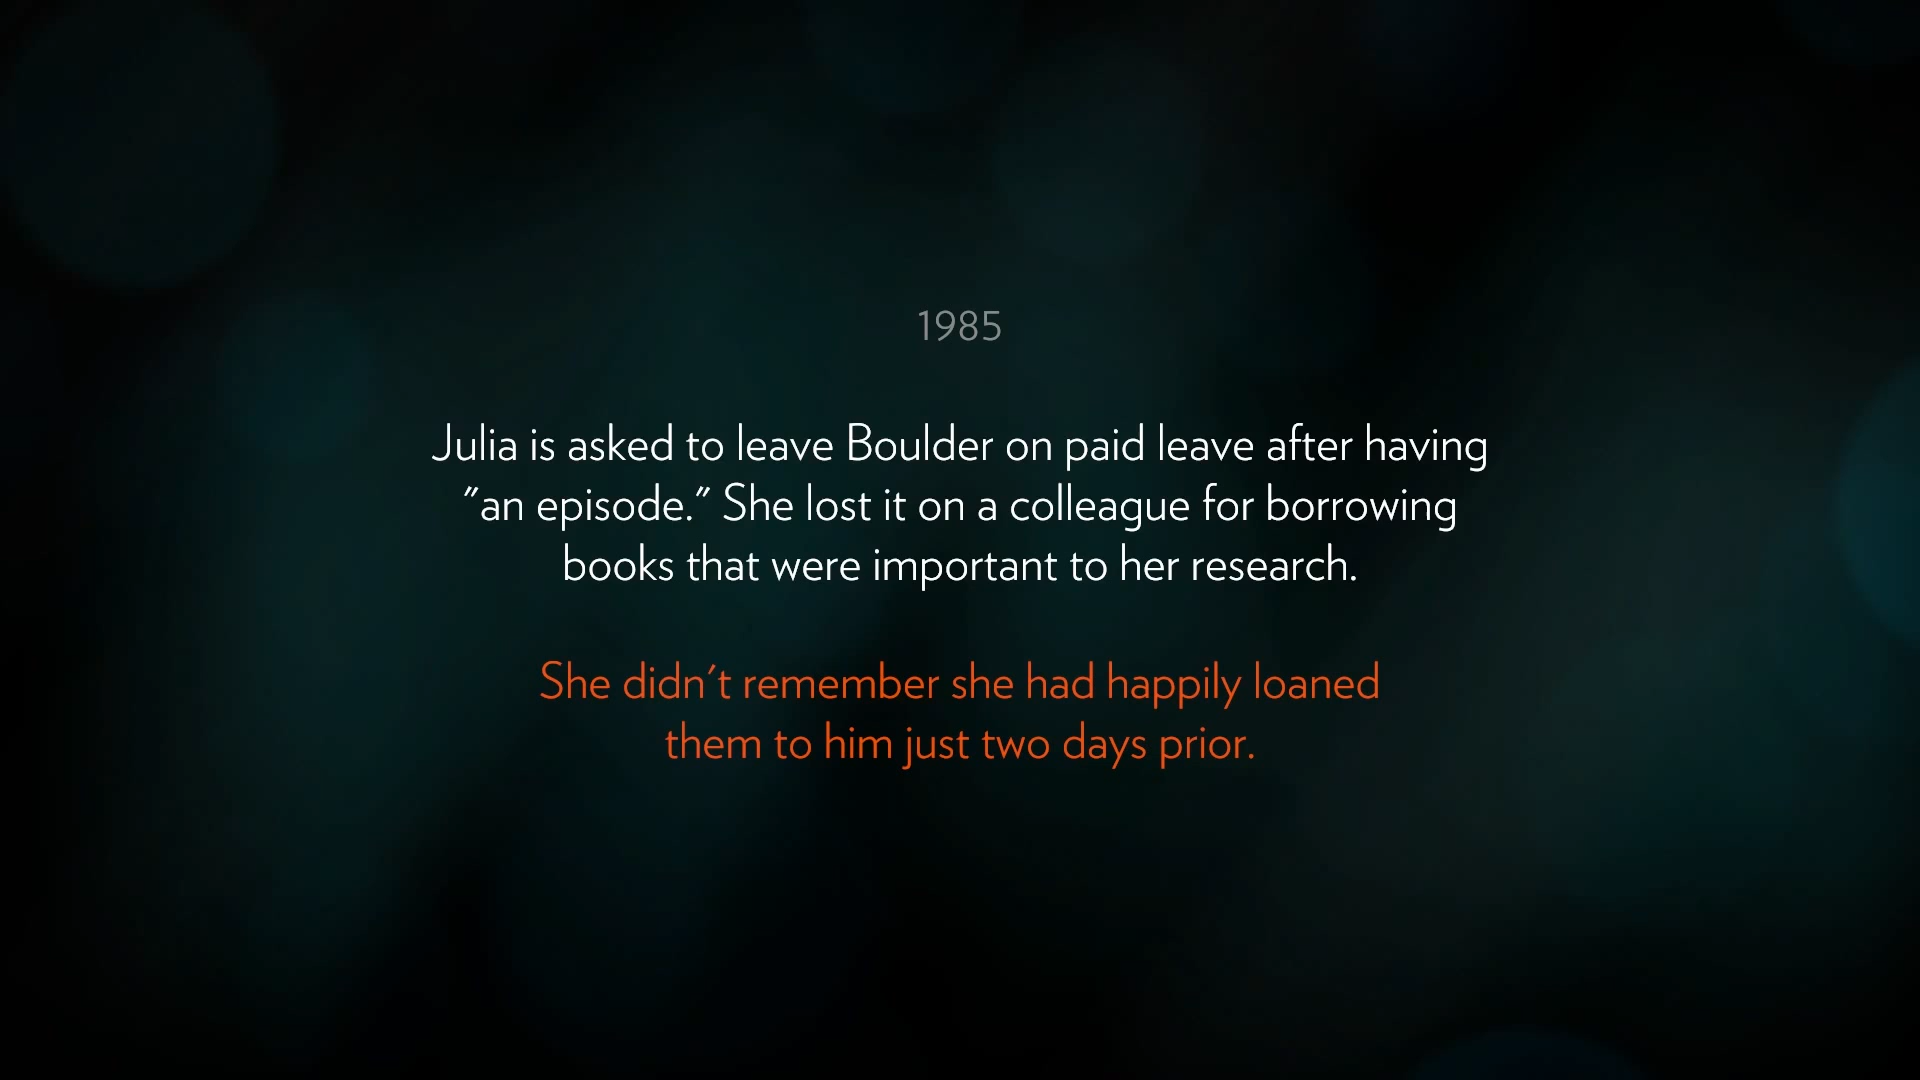 1985
Julia is asked to leave Boulder on paid leave after having
"an episode." She lost it on a colleague for borrowing
books that were important to her research.
She didn't remember she had happily loaned
them to him just two days prior.